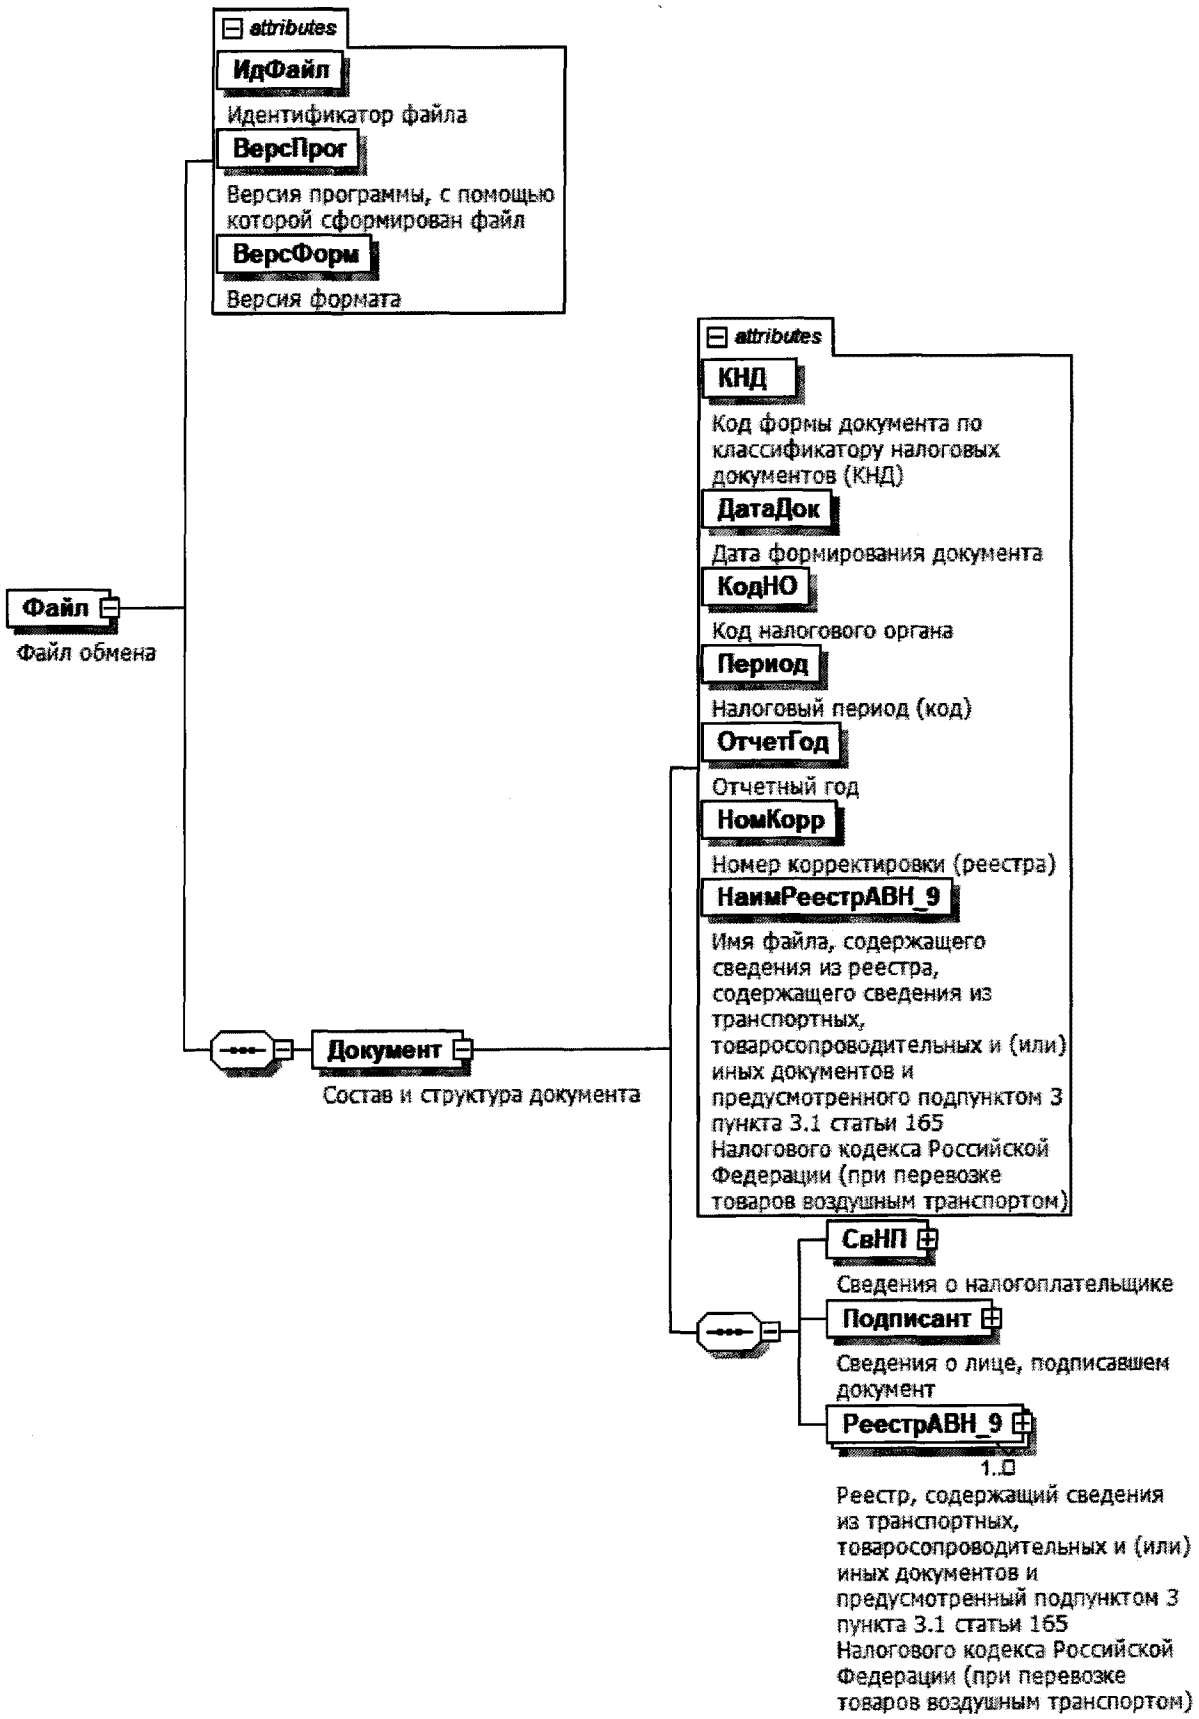 attributes
ИдФайл
Идентификатор файла
ВерсПрог
Версия программы, с помощью
которой сформирован файл
ВерсФорм
Версия формата
attributes
КНД
Код формы документа по
классификатору налоговых
документов (КНД)
ДатаДок
Дата формирования документа
КодНО
Код налогового органа
Период
Налоговый период (код)
ОтчетГод
Отчетный год
НомКорр
Номер корректировки (реестра)
НаимРеестрАВН_9
Имя файла, содержащего
сведения из реестра,
содержащего сведения из
транспортных,
товаросопроводительных и (или)
иных документов и
предусмотренного подпунктом 3
пункта 3.1 статьи 165
Налогового кодекса Российской
Федерации (при перевозке
товаров воздушным транспортом)
Файл
Файл обмена
Документ
Состав и структура документа
СвНП
Сведения о налогоплательщике
Подписант
Сведения о лице, подписавшем
документ
РеестрАВН_9
1..
Реестр, содержащий сведения
из транспортных,
товаросопроводительных и (или)
иных документов и
предусмотренный подпунктом 3
пункта 3.1 статьи 165
Налогового кодекса Российской
Федерации (при перевозке
товаров воздушным транспортом)